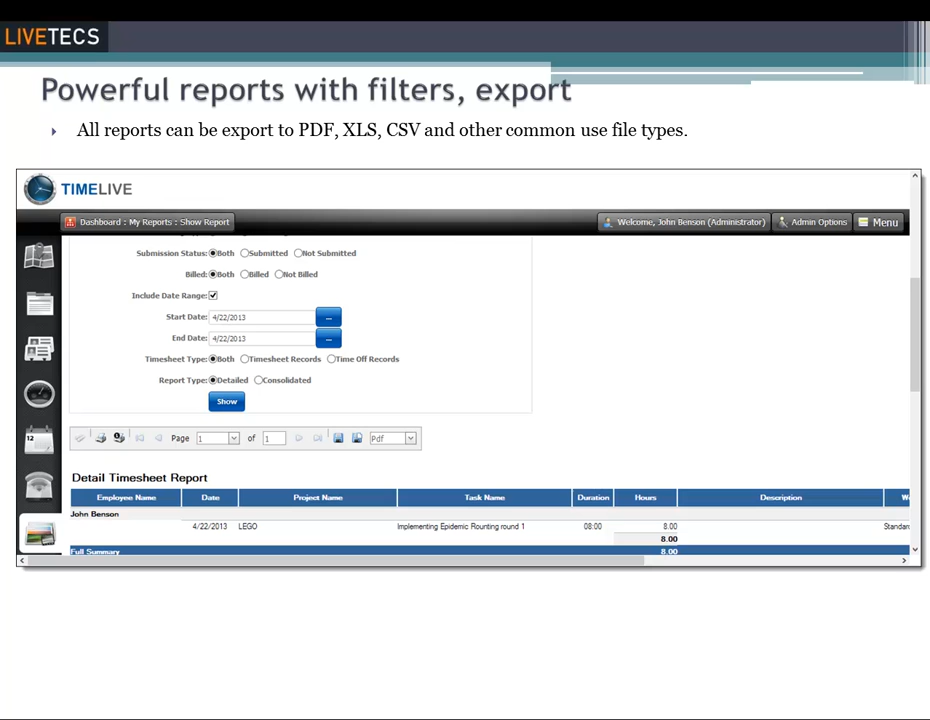 LIVETECS
Powerful reports with filters, export
All reports can be export to PDF, XLS, CSV and other common use file types.
TIMELIVE
Dashboard : My Reports : Show Report
Welcome, John Benson (Administrator)
Admin Options
Menu
Submission Status: Both Submitted Not Submitted
Billed: Both Billed Not Billed
Include Date Range:
Start Date: 4/22/2013 ...
End Date: 4/22/2013 ...
Timesheet Type: Both Timesheet Records Time Off Records
Report Type: Detailed Consolidated
Show
Page 1 of 1 Pdf
12
Detail Timesheet Report
Employee Name Date Project Name Task Name Duration Hours Description
John Benson
4/22/2013 LEGO Implementing Epidemic Rounting round 1 08:00 8.00 Standard
8.00
Full Summary 8.00